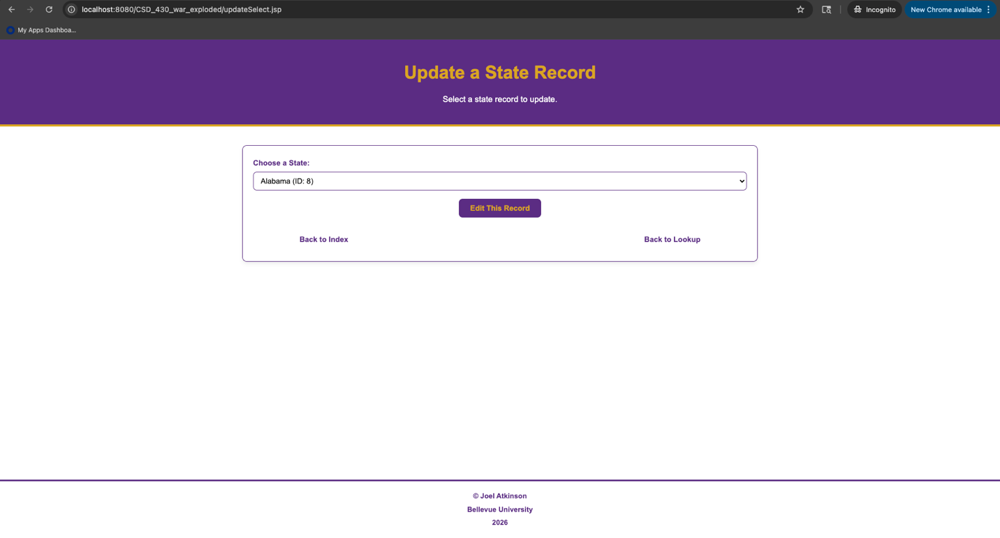 localhost:8080/CSD_430_war_exploded/updateSelect.jsp
Incognito
New Chrome available
My Apps Dashboa...
Update a State Record
Select a state record to update.
Choose a State:
Alabama (ID: 8)
Edit This Record
Back to Index
Back to Lookup
© Joel Atkinson
Bellevue University
2026